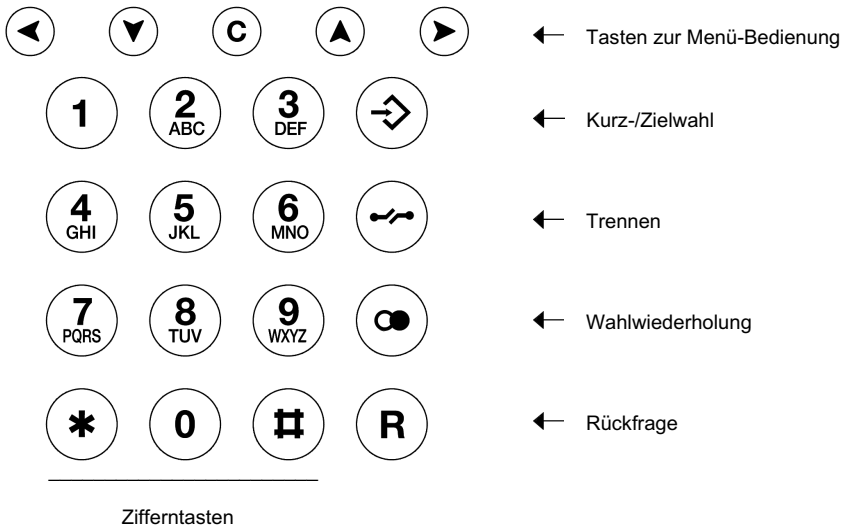 C
Tasten zur Menü-Bedienung
1 2 3
ABC DEF
Kurz-/Zielwahl
4 5 6
GHI JKL MNO
Trennen
7 8 9
PQRS TUV WXYZ
Wahlwiederholung
* 0 # R
Rückfrage
Zifferntasten